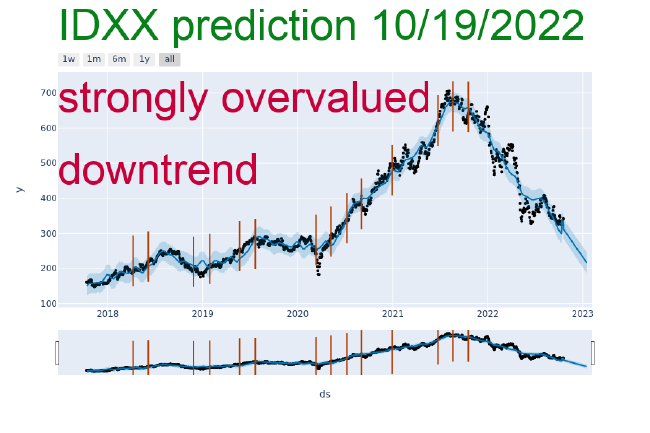 IDXX prediction 10/19/2022
1w 1m 6m 1y all
strongly overvalued
downtrend
700
600
500
400
300
200
100
y
2018 2019 2020 2021 2022 2023
ds